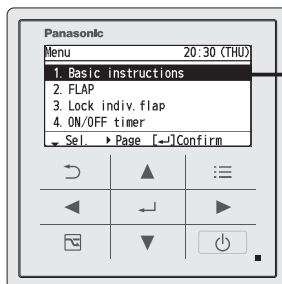 Panasonic
Menu 20:30 (THU)
1. Basic instructions
2. FLAP
3. Lock indiv.flap
4. ON/OFF timer
Sel. Page [↵]Confirm